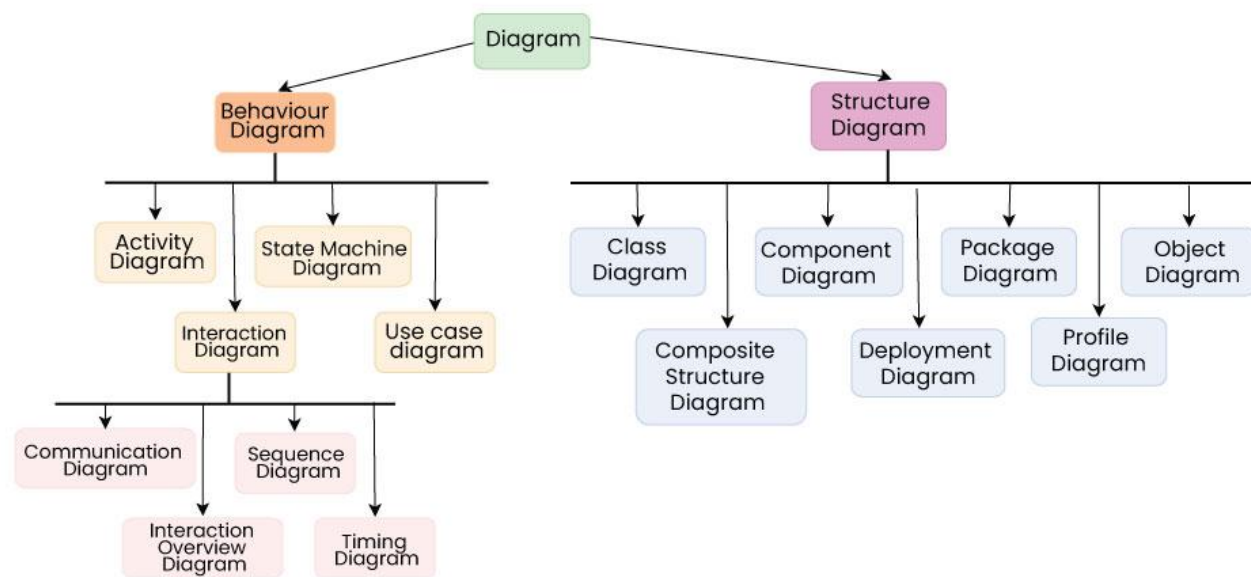 Diagram
Behaviour
Diagram
Structure
Diagram
Activity
Diagram
State Machine
Diagram
Class
Diagram
Component
Diagram
Package
Diagram
Object
Diagram
Interaction
Diagram
Use case
diagram
Composite
Structure
Diagram
Deployment
Diagram
Profile
Diagram
Communication
Diagram
Sequence
Diagram
Interaction
Overview
Diagram
Timing
Diagram